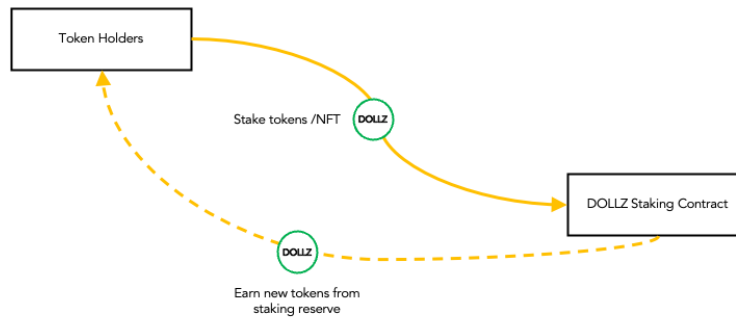 Token Holders
Stake tokens /NFT
DOLLZ
DOLLZ Staking Contract
DOLLZ
Earn new tokens from
staking reserve